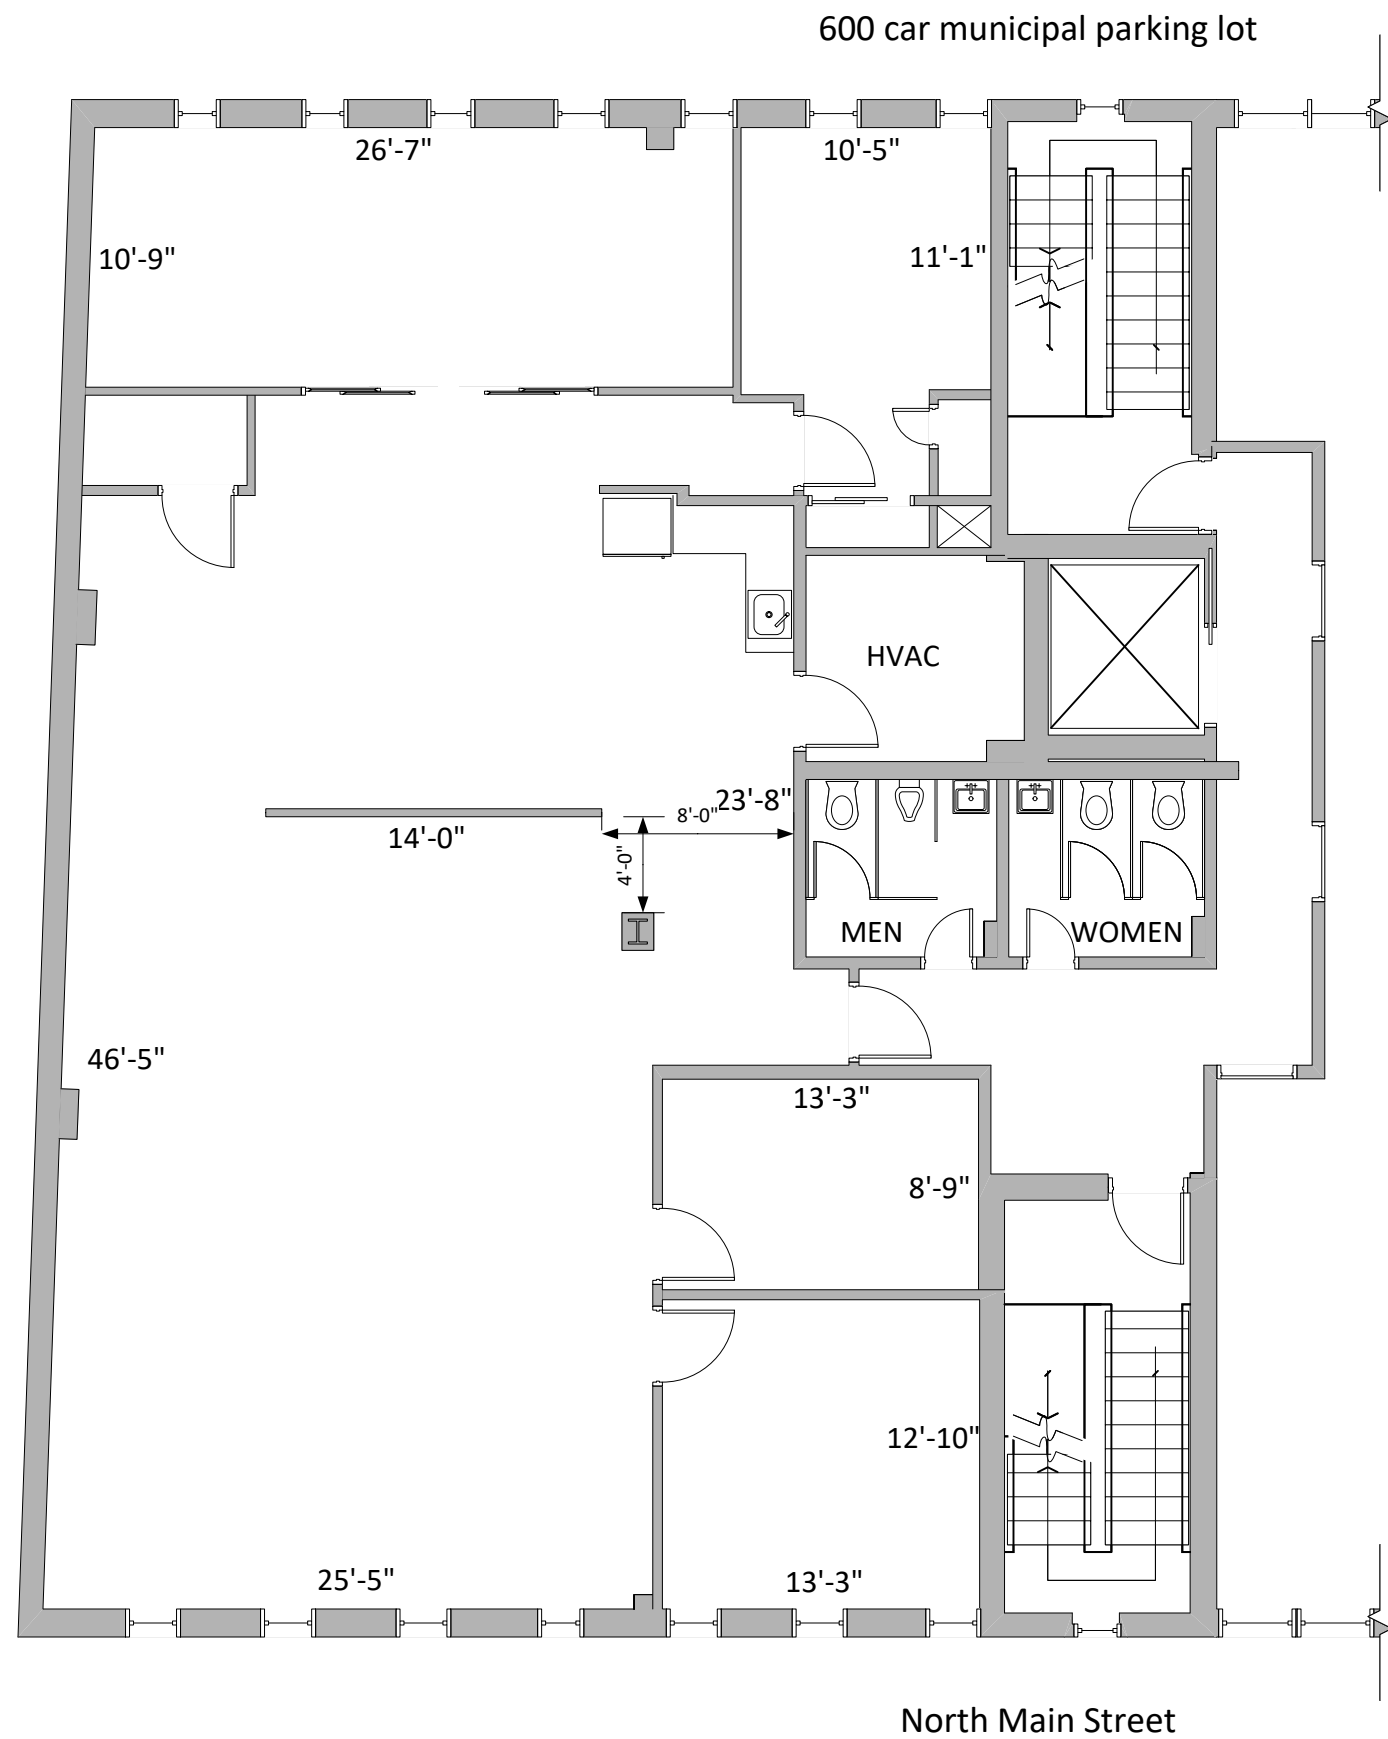 600 car municipal parking lot
26'-7"
10'-5"
10'-9"
11'-1"
HVAC
23'-8"
8'-0"
14'-0"
4'-0"
MEN
WOMEN
46'-5"
13'-3"
8'-9"
12'-10"
25'-5"
13'-3"
North Main Street